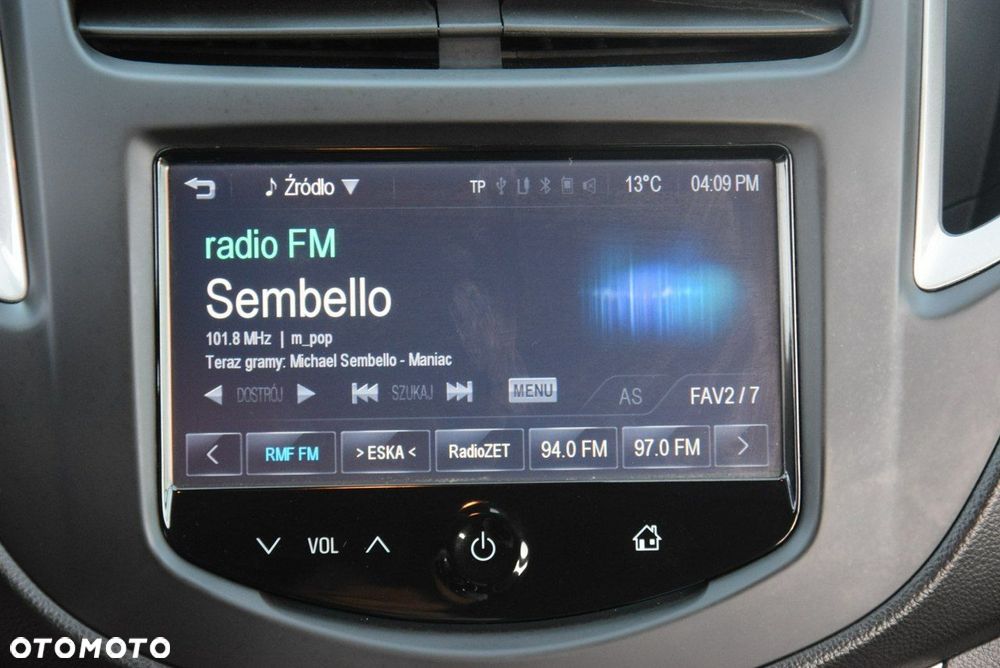 Źródło TP 13°C 04:09 PM
radio FM
Sembello
101.8 MHz | m_pop
Teraz gramy: Michael Sembello - Maniac
DOSTRÓJ SZUKAJ MENU AS FAV2 / 7
< RMF FM > ESKA < RadioZET 94.0 FM 97.0 FM >
VOL
OTOMOTO